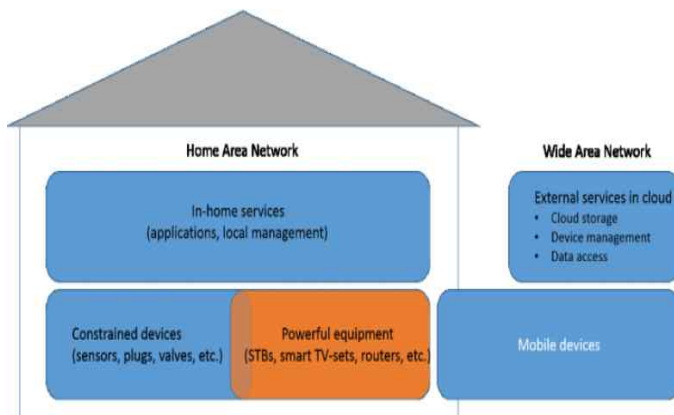 Home Area Network
Wide Area Network
In-home services
(applications, local management)
External services in cloud
• Cloud storage
• Device management
• Data access
Constrained devices
(sensors, plugs, valves, etc.)
Powerful equipment
(STBs, smart TV-sets, routers, etc.)
Mobile devices